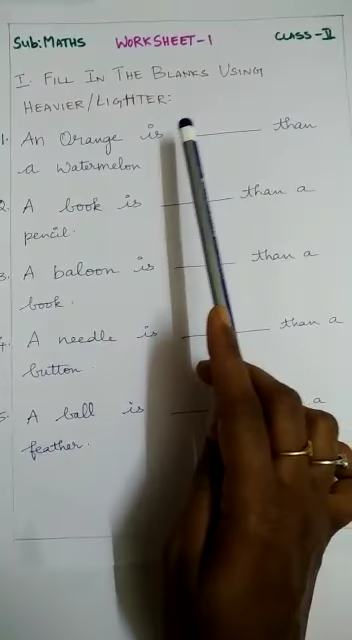 Sub: MATHS WORKSHEET-1 CLASS-II
I. FILL IN THE BLANKS USING
HEAVIER/LIGHTER:
1. An Orange is ______ than
a watermelon
2. A book is ______ than a
pencil.
3. A baloon is ______ than a
book.
4. A needle is ______ than a
button.
5. A ball is ______ a
feather.